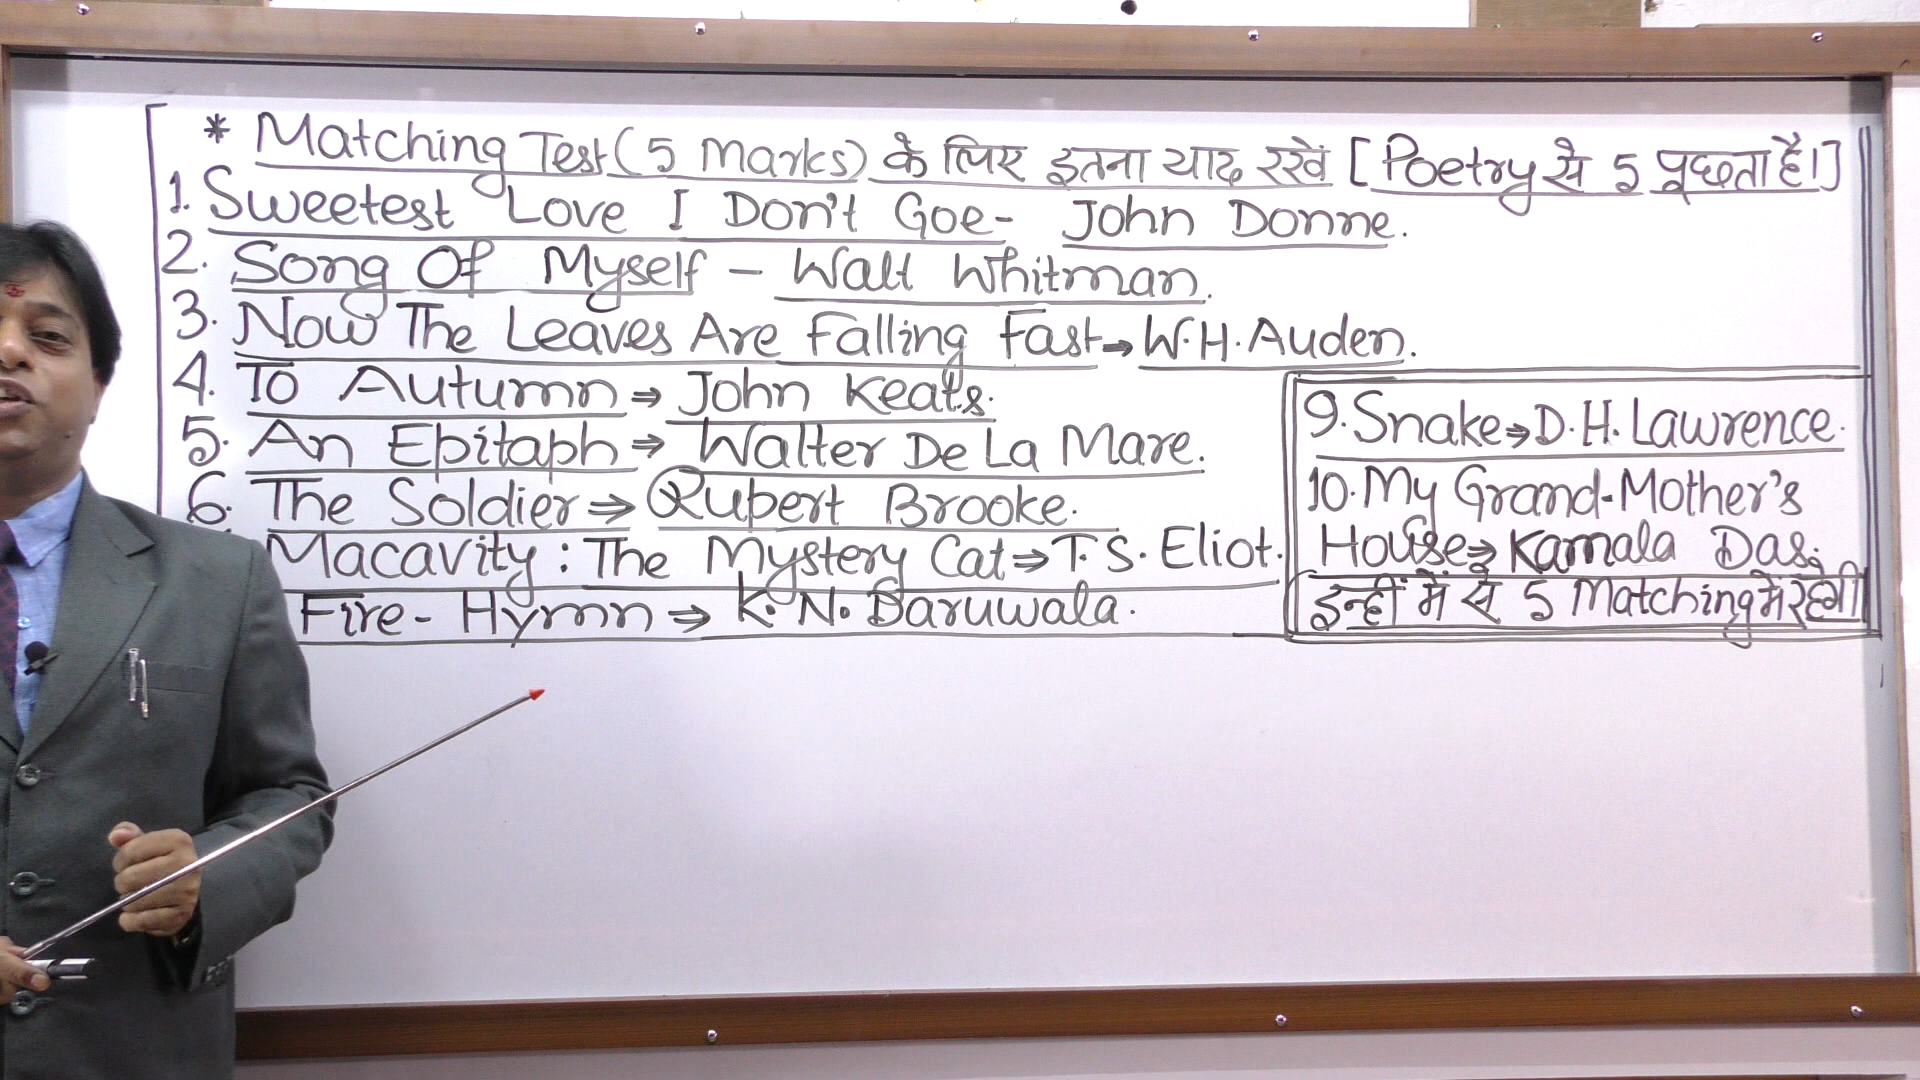 * Matching Test (5 Marks) के लिए इतना याद रखें [Poetry से 5 पूछता है।]
1. Sweetest Love I Don't Goe - John Donne.
2. Song Of Myself - Walt Whitman.
3. Now The Leaves Are Falling Fast → W.H. Auden.
4. To Autumn ⇒ John Keats.
5. An Epitaph ⇒ Walter De La Mare.
6. The Soldier ⇒ Rupert Brooke.
Macavity : The Mystery Cat ⇒ T.S. Eliot.
Fire - Hymn ⇒ K. N. Daruwala.
9. Snake ⇒ D.H. Lawrence.
10. My Grand-Mother's
House ⇒ Kamala Das.
इन्हीं में से 5 Matching में रहेगी